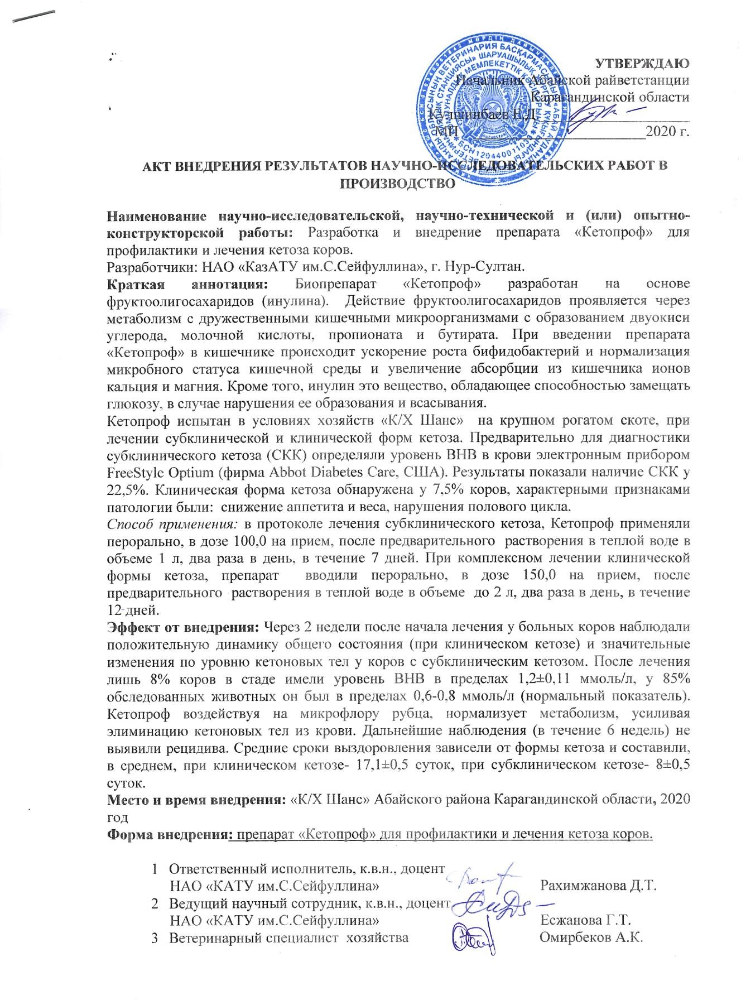 УТВЕРЖДАЮ
Начальник Абайской райветстанции
Карагандинской области
Кулшинбаев Е.Д.
МП 2020 г.
АКТ ВНЕДРЕНИЯ РЕЗУЛЬТАТОВ НАУЧНО-ИССЛЕДОВАТЕЛЬСКИХ РАБОТ В
ПРОИЗВОДСТВО
Наименование научно-исследовательской, научно-технической и (или) опытно-
конструкторской работы: Разработка и внедрение препарата «Кетопроф» для
профилактики и лечения кетоза коров.
Разработчики: НАО «КазАТУ им.С.Сейфуллина», г. Нур-Султан.
Краткая аннотация: Биопрепарат «Кетопроф» разработан на основе
фруктоолигосахаридов (инулина). Действие фруктоолигосахаридов проявляется через
метаболизм с дружественными кишечными микроорганизмами с образованием двуокиси
углерода, молочной кислоты, пропионата и бутирата. При введении препарата
«Кетопроф» в кишечнике происходит ускорение роста бифидобактерий и нормализация
микробного статуса кишечной среды и увеличение абсорбции из кишечника ионов
кальция и магния. Кроме того, инулин это вещество, обладающее способностью замещать
глюкозу, в случае нарушения ее образования и всасывания.
Кетопроф испытан в условиях хозяйств «К/Х Шанс» на крупном рогатом скоте, при
лечении субклинической и клинической форм кетоза. Предварительно для диагностики
субклинического кетоза (СКК) определяли уровень ВНВ в крови электронным прибором
FreeStyle Optium (фирма Abbot Diabetes Care, США). Результаты показали наличие СКК у
22,5%. Клиническая форма кетоза обнаружена у 7,5% коров, характерными признаками
патологии были: снижение аппетита и веса, нарушения полового цикла.
Способ применения: в протоколе лечения субклинического кетоза, Кетопроф применяли
перорально, в дозе 100,0 на прием, после предварительного растворения в теплой воде в
объеме 1 л, два раза в день, в течение 7 дней. При комплексном лечении клинической
формы кетоза, препарат вводили перорально, в дозе 150,0 на прием, после
предварительного растворения в теплой воде в объеме до 2 л, два раза в день, в течение
12 дней.
Эффект от внедрения: Через 2 недели после начала лечения у больных коров наблюдали
положительную динамику общего состояния (при клиническом кетозе) и значительные
изменения по уровню кетоновых тел у коров с субклиническим кетозом. После лечения
лишь 8% коров в стаде имели уровень ВНВ в пределах 1,2±0,11 ммоль/л, у 85%
обследованных животных он был в пределах 0,6-0,8 ммоль/л (нормальный показатель).
Кетопроф воздействуя на микрофлору рубца, нормализует метаболизм, усиливая
элиминацию кетоновых тел из крови. Дальнейшие наблюдения (в течение 6 недель) не
выявили рецидива. Средние сроки выздоровления зависели от формы кетоза и составили,
в среднем, при клиническом кетозе- 17,1±0,5 суток, при субклиническом кетозе- 8±0,5
суток.
Место и время внедрения: «К/Х Шанс» Абайского района Карагандинской области, 2020
год
Форма внедрения: препарат «Кетопроф» для профилактики и лечения кетоза коров.
1 Ответственный исполнитель, к.в.н., доцент
НАО «КАТУ им.С.Сейфуллина» Рахимжанова Д.Т.
2 Ведущий научный сотрудник, к.в.н., доцент
НАО «КАТУ им.С.Сейфуллина» Есжанова Г.Т.
3 Ветеринарный специалист хозяйства Омирбеков А.К.